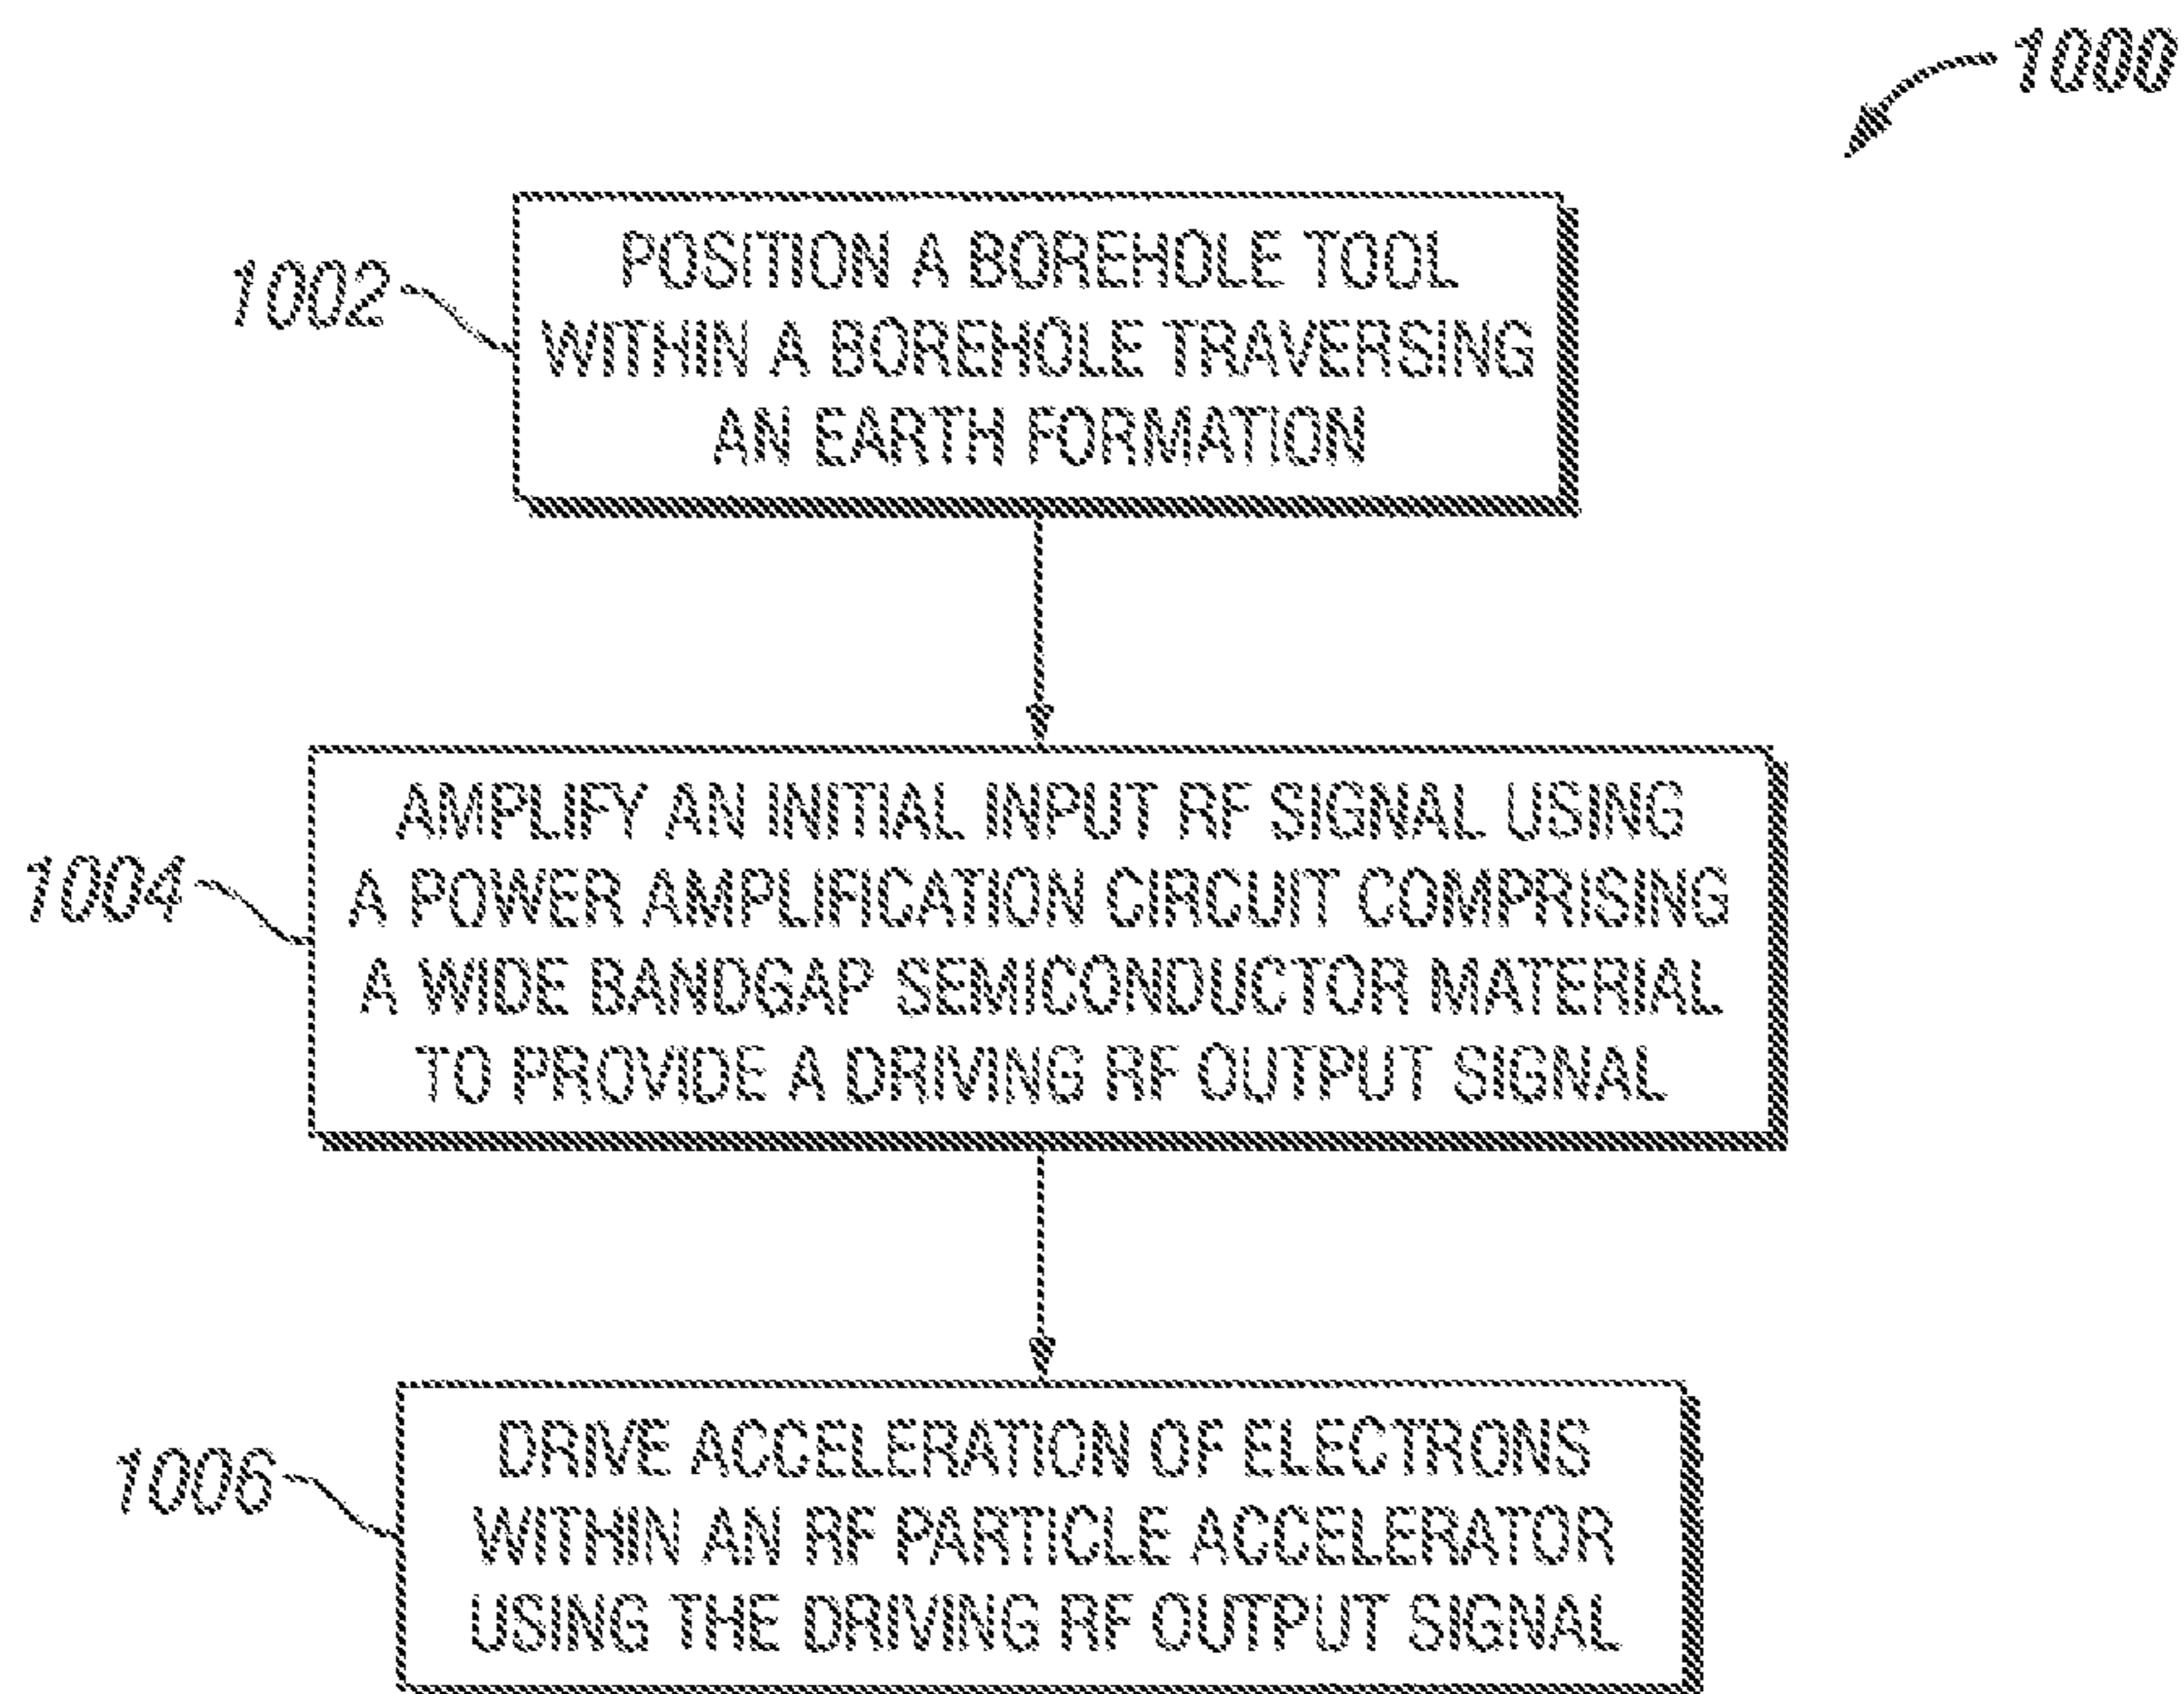 1000
1002
POSITION A BOREHOLE TOOL
WITHIN A BOREHOLE TRAVERSING
AN EARTH FORMATION
1004
AMPLIFY AN INITIAL INPUT RF SIGNAL USING
A POWER AMPLIFICATION CIRCUIT COMPRISING
A WIDE BANDGAP SEMICONDUCTOR MATERIAL
TO PROVIDE A DRIVING RF OUTPUT SIGNAL
1006
DRIVE ACCELERATION OF ELECTRONS
WITHIN AN RF PARTICLE ACCELERATOR
USING THE DRIVING RF OUTPUT SIGNAL